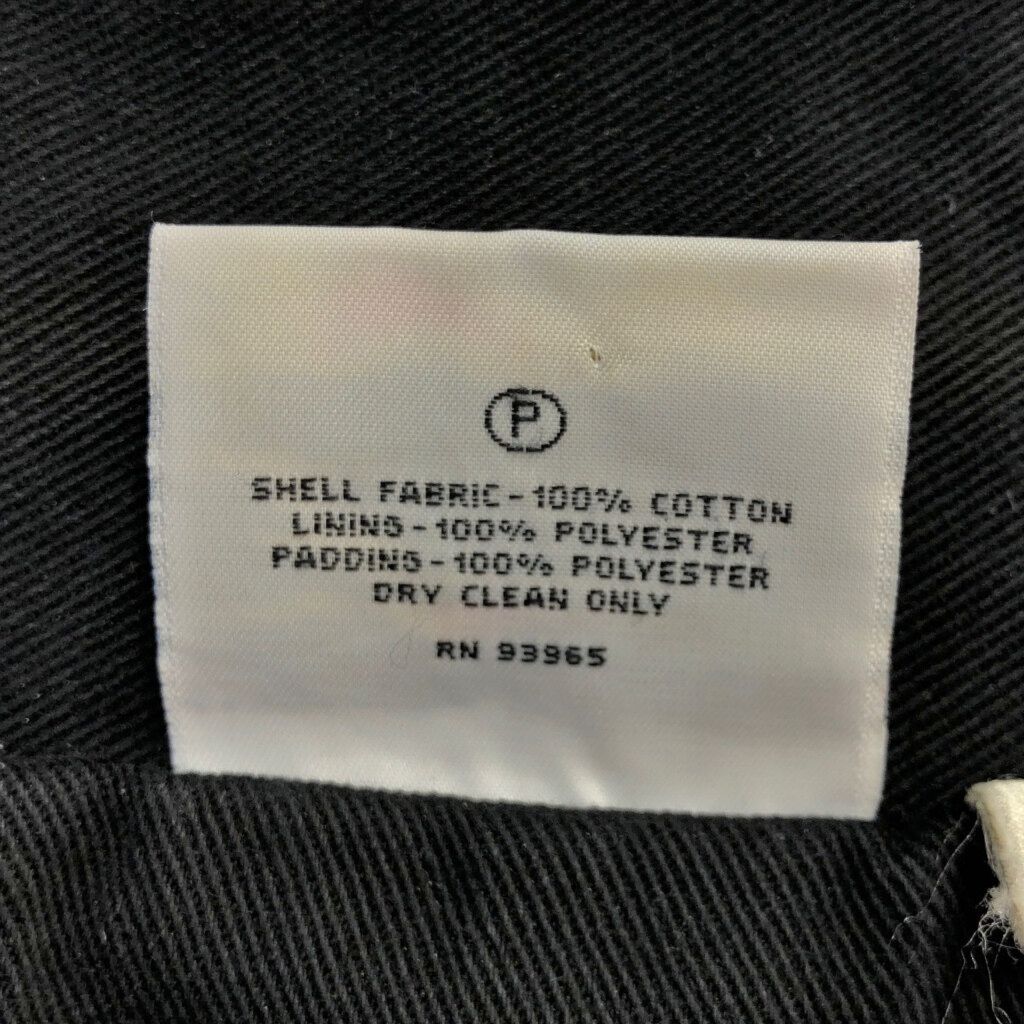 P
SHELL FABRIC-100% COTTON
LINING-100% POLYESTER
PADDING-100% POLYESTER
DRY CLEAN ONLY
RN 93965